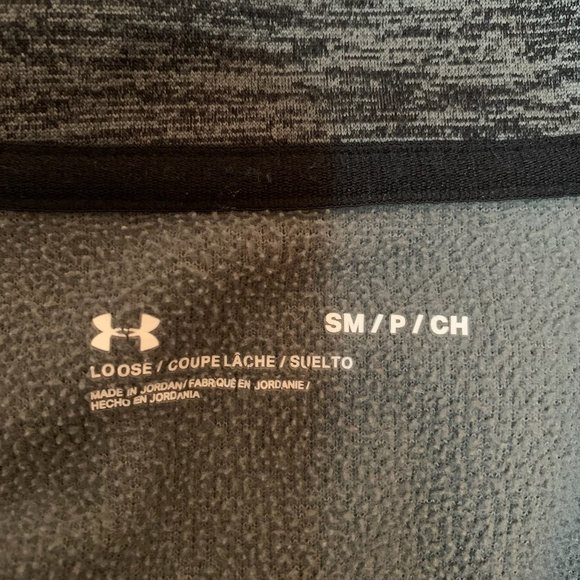 SM / P / CH
LOOSE / COUPE LÂCHE / SUELTO
MADE IN JORDAN / FABRIQUÉ EN JORDANIE /
HECHO EN JORDANIA